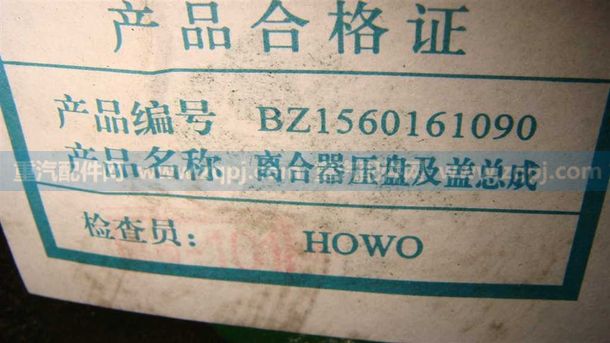 产品合格证
产品编号 BZ1560161090
产品名称 离合器压盘及盖总成
检查员： HOWO